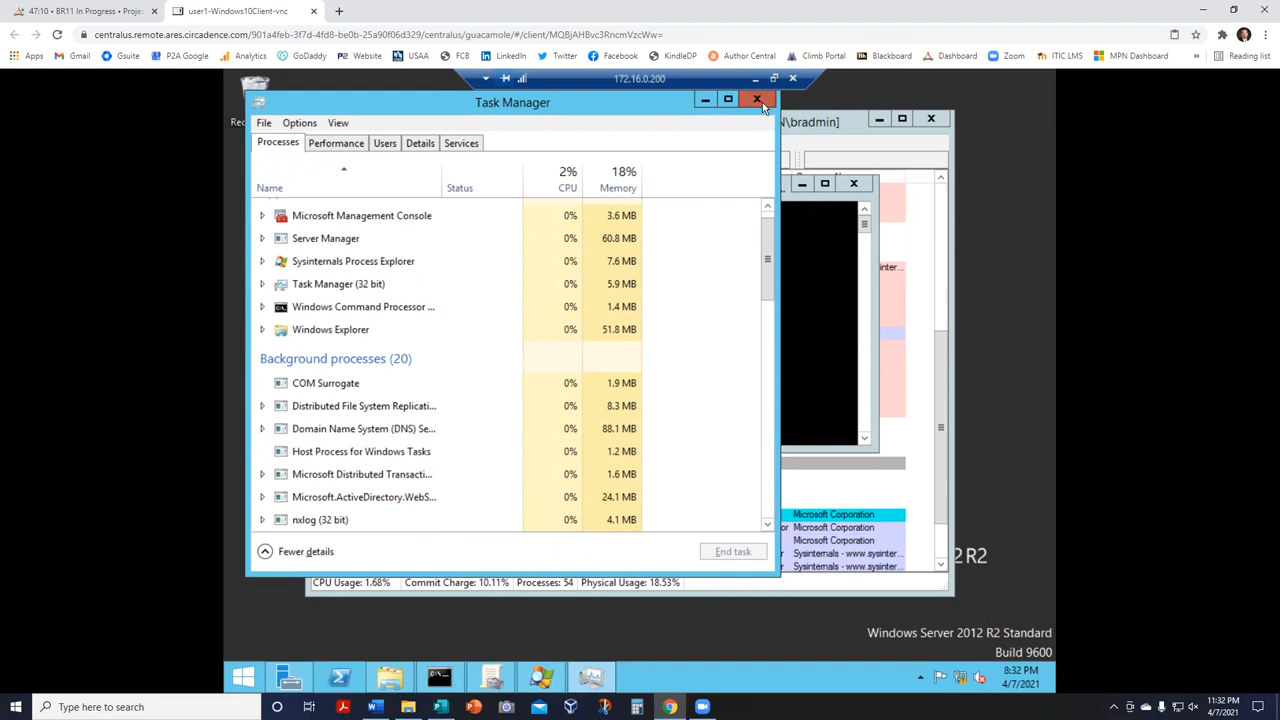 47:10 • BR11 In Progress • Rang
user1-Windows10Client-vnc
centralus.remote.ares.circadence.com/901a4feb-3f7d-4fd8-be0b-25a90f06d329/centralus/guacamole/#/client/MQBjAHBvc3RncmVzcWw=
Apps
Gmail
Gsuite
P2A Google
Analytics
GoDaddy
Website
USAA
FCB
LinkedIn
Twitter
Facebook
KindleDP
Author Central
Climb Portal
Blackboard
Dashboard
Zoom
ITIC LMS
MPN Dashboard
»
Reading list
172.16.0.200
Task Manager
N\bradmin]
File Options View
Processes Performance Users Details Services
2% 18%
Name Status CPU Memory
Microsoft Management Console 0% 3.6 MB
Server Manager 0% 60.8 MB
Sysinternals Process Explorer 0% 7.6 MB
inter...
Task Manager (32 bit) 0% 5.9 MB
Windows Command Processor ... 0% 1.4 MB
Windows Explorer 0% 51.8 MB
Background processes (20)
COM Surrogate 0% 1.9 MB
Distributed File System Replicati... 0% 8.3 MB
Domain Name System (DNS) Se... 0% 88.1 MB
Host Process for Windows Tasks 0% 1.2 MB
Microsoft Distributed Transacti... 0% 1.6 MB
Microsoft.ActiveDirectory.WebS... 0% 24.1 MB
nxlog (32 bit) 0% 4.1 MB
Microsoft Corporation
or Microsoft Corporation
Microsoft Corporation
Sysinternals - www.sysinter...
Sysinternals - www.sysinter...
Fewer details
End task
2 R2
CPU Usage: 1.68% Commit Charge: 10.11% Processes: 54 Physical Usage: 18.53%
Windows Server 2012 R2 Standard
Build 9600
8:32 PM
4/7/2021
Type here to search
11:32 PM
4/7/2021